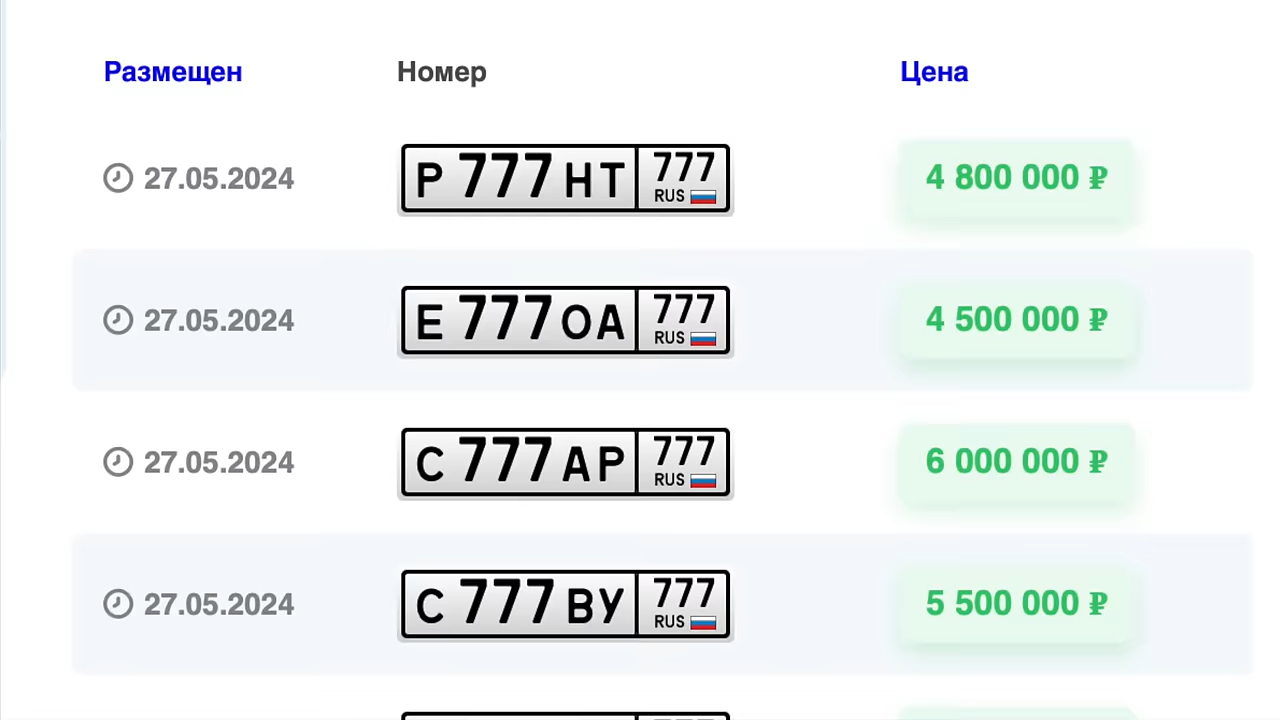 Размещен Номер Цена
27.05.2024 Р 777 НТ 777 RUS 4 800 000 ₽
27.05.2024 Е 777 ОА 777 RUS 4 500 000 ₽
27.05.2024 С 777 АР 777 RUS 6 000 000 ₽
27.05.2024 С 777 ВУ 777 RUS 5 500 000 ₽